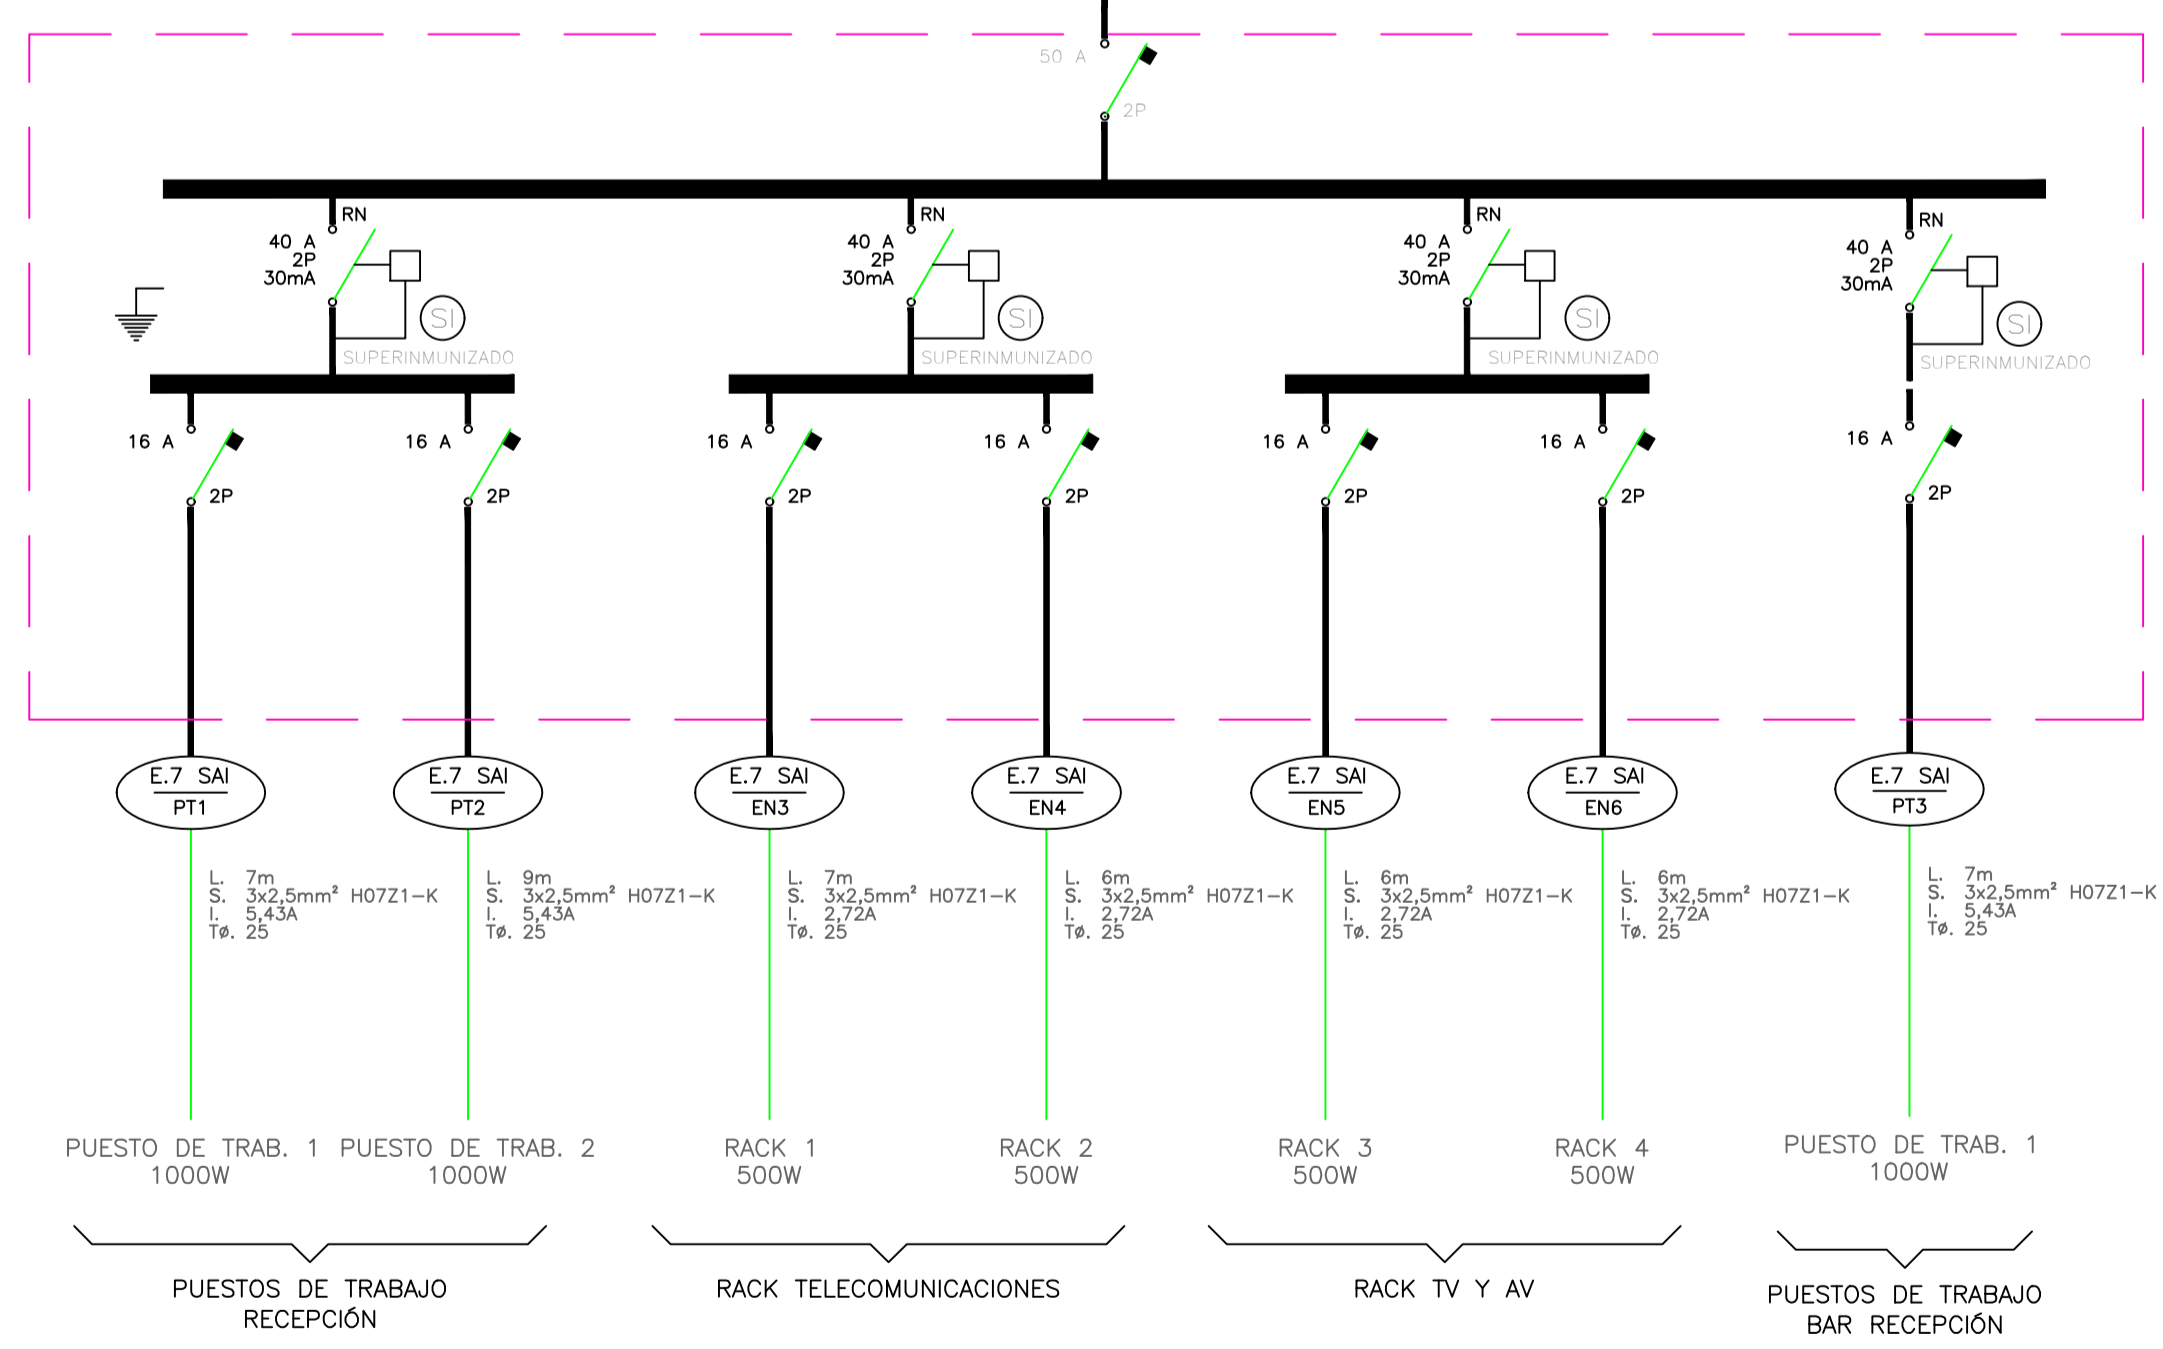 50 A
2P
RN
40 A
2P
30mA
SI
SUPERINMUNIZADO
RN
40 A
2P
30mA
SI
SUPERINMUNIZADO
RN
40 A
2P
30mA
SI
SUPERINMUNIZADO
RN
40 A
2P
30mA
SI
SUPERINMUNIZADO
16 A
2P
16 A
2P
16 A
2P
16 A
2P
16 A
2P
16 A
2P
16 A
2P
E.7 SAI
PT1
E.7 SAI
PT2
E.7 SAI
EN3
E.7 SAI
EN4
E.7 SAI
EN5
E.7 SAI
EN6
E.7 SAI
PT3
L. 7m
S. 3x2,5mm² H07Z1-K
I. 5,43A
Tø. 25
L. 9m
S. 3x2,5mm² H07Z1-K
I. 5,43A
Tø. 25
L. 7m
S. 3x2,5mm² H07Z1-K
I. 2,72A
Tø. 25
L. 6m
S. 3x2,5mm² H07Z1-K
I. 2,72A
Tø. 25
L. 6m
S. 3x2,5mm² H07Z1-K
I. 2,72A
Tø. 25
L. 6m
S. 3x2,5mm² H07Z1-K
I. 2,72A
Tø. 25
L. 7m
S. 3x2,5mm² H07Z1-K
I. 5,43A
Tø. 25
PUESTO DE TRAB. 1
1000W
PUESTO DE TRAB. 2
1000W
RACK 1
500W
RACK 2
500W
RACK 3
500W
RACK 4
500W
PUESTO DE TRAB. 1
1000W
PUESTOS DE TRABAJO
RECEPCIÓN
RACK TELECOMUNICACIONES
RACK TV Y AV
PUESTOS DE TRABAJO
BAR RECEPCIÓN